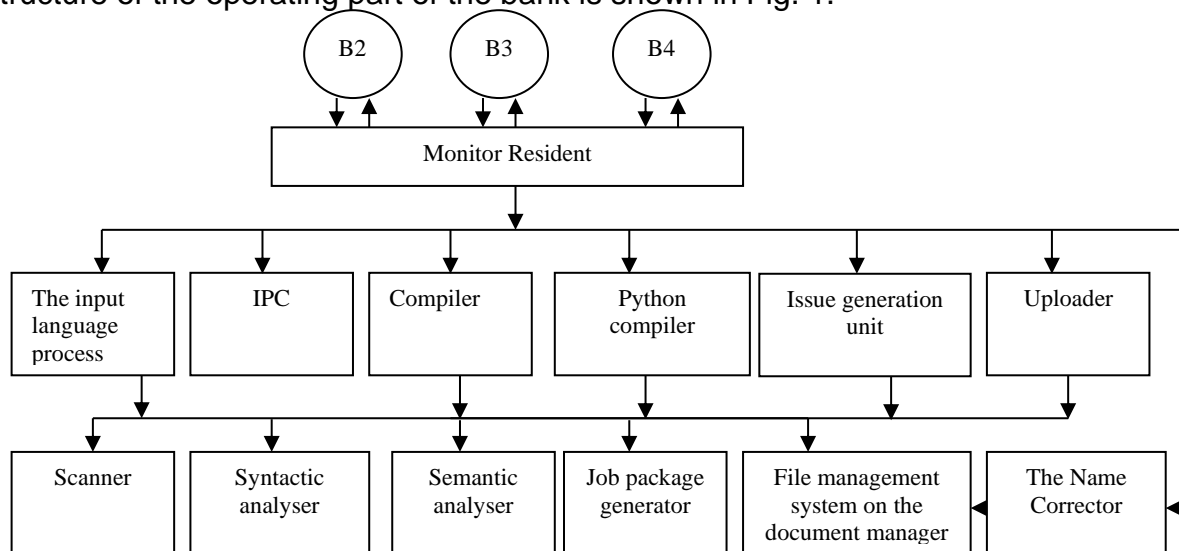 tructure of the operating part of the bank is shown in Fig. 1.
B2
B3
B4
Monitor Resident
The input
language
process
IPC
Compiler
Python
compiler
Issue generation
unit
Uploader
Scanner
Syntactic
analyser
Semantic
analyser
Job package
generator
File management
system on the
document manager
The Name
Corrector